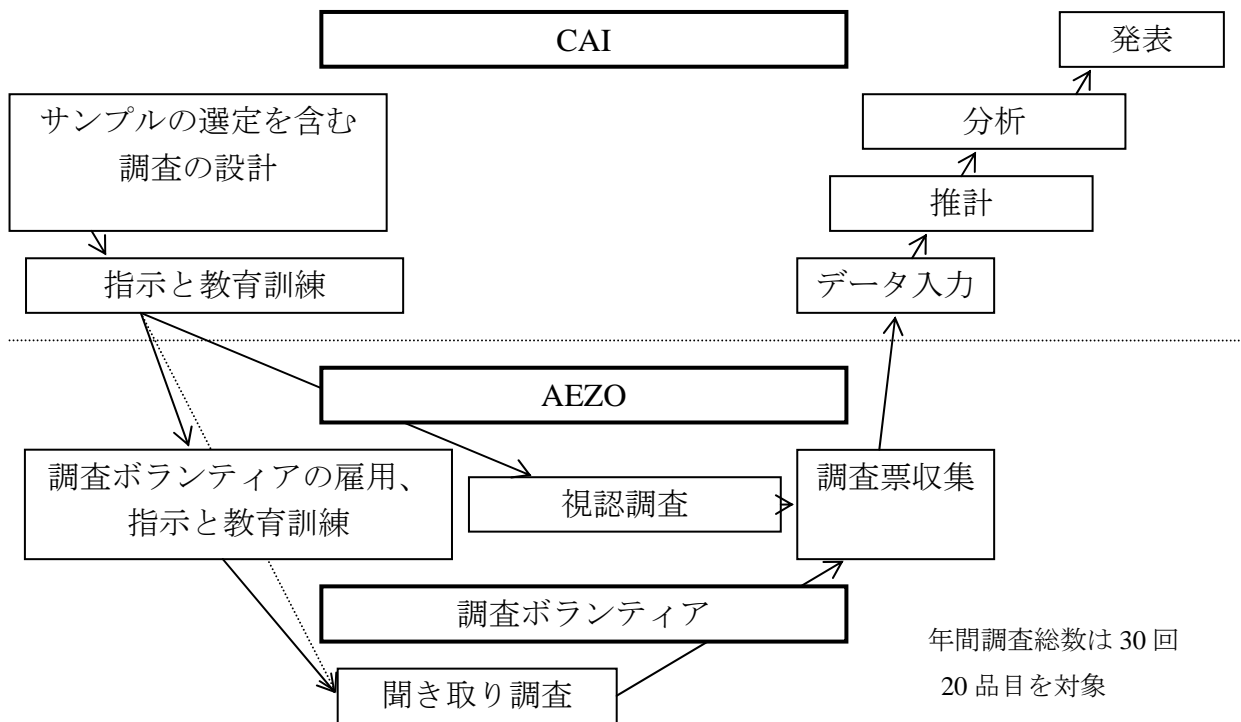 CAI
発表
サンプルの選定を含む
調査の設計
分析
推計
指示と教育訓練
データ入力
AEZO
調査ボランティアの雇用、
指示と教育訓練
視認調査
調査票収集
調査ボランティア
聞き取り調査
年間調査総数は 30 回
20 品目を対象